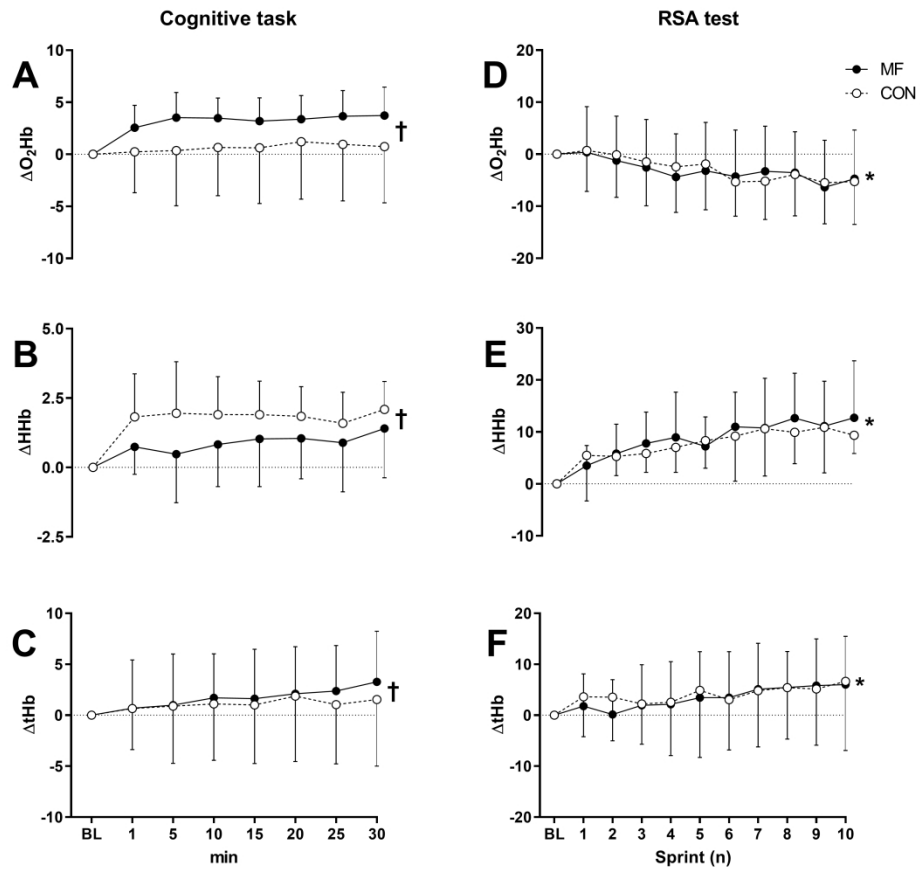 Cognitive task
RSA test
A
10
5
0
-5
-10
ΔO2Hb
†
D
20
10
0
-10
-20
ΔO2Hb
*
MF
CON
B
5.0
2.5
0.0
-2.5
ΔHHb
†
E
30
20
10
0
-10
ΔHHb
*
C
10
5
0
-5
-10
ΔtHb
†
BL 1 5 10 15 20 25 30
min
F
20
10
0
-10
-20
ΔtHb
*
BL 1 2 3 4 5 6 7 8 9 10
Sprint (n)